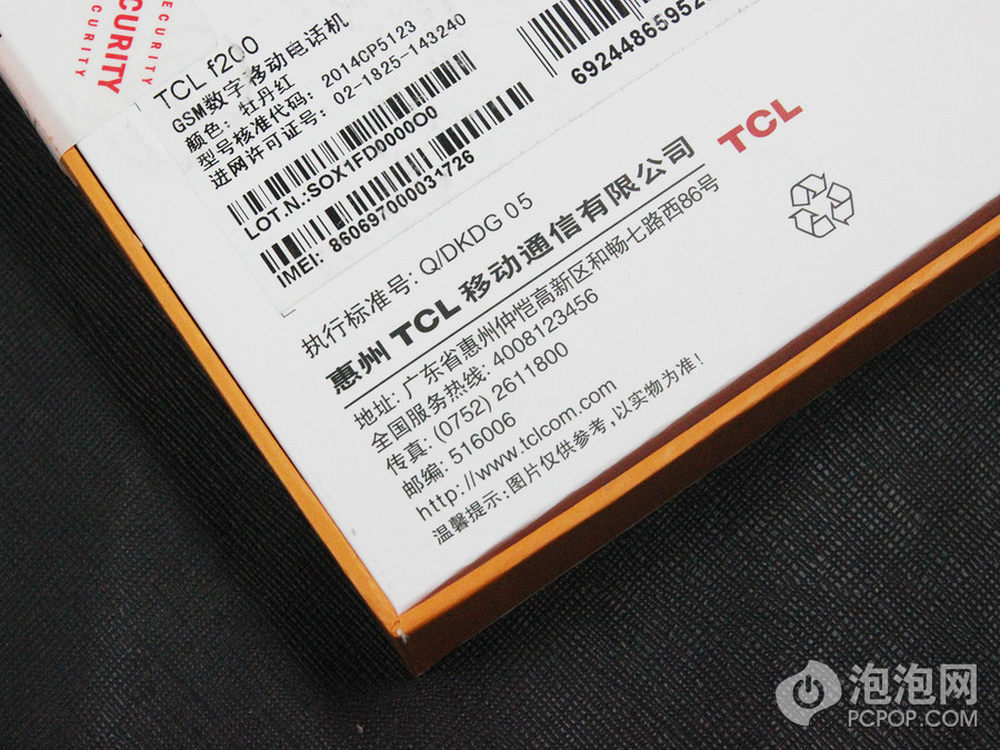 SECURITY
SECURITY
SECURITY
TCL f200
GSM数字移动电话机
颜色：牡丹红
型号核准代码：2014CP5123
进网许可证号：02-1825-143240
LOT.N.:SOX1FD0000O0
IMEI: 860697000031726
69244865952
TCL
执行标准号: Q/DKDG 05
惠州 TCL 移动通信有限公司
地址: 广东省惠州仲恺高新区和畅七路西86号
全国服务热线: 4008123456
传真: (0752) 2611800
邮编: 516006
http://www.tclcom.com
温馨提示: 图片仅供参考, 以实物为准!
泡泡网
PCPOP.COM